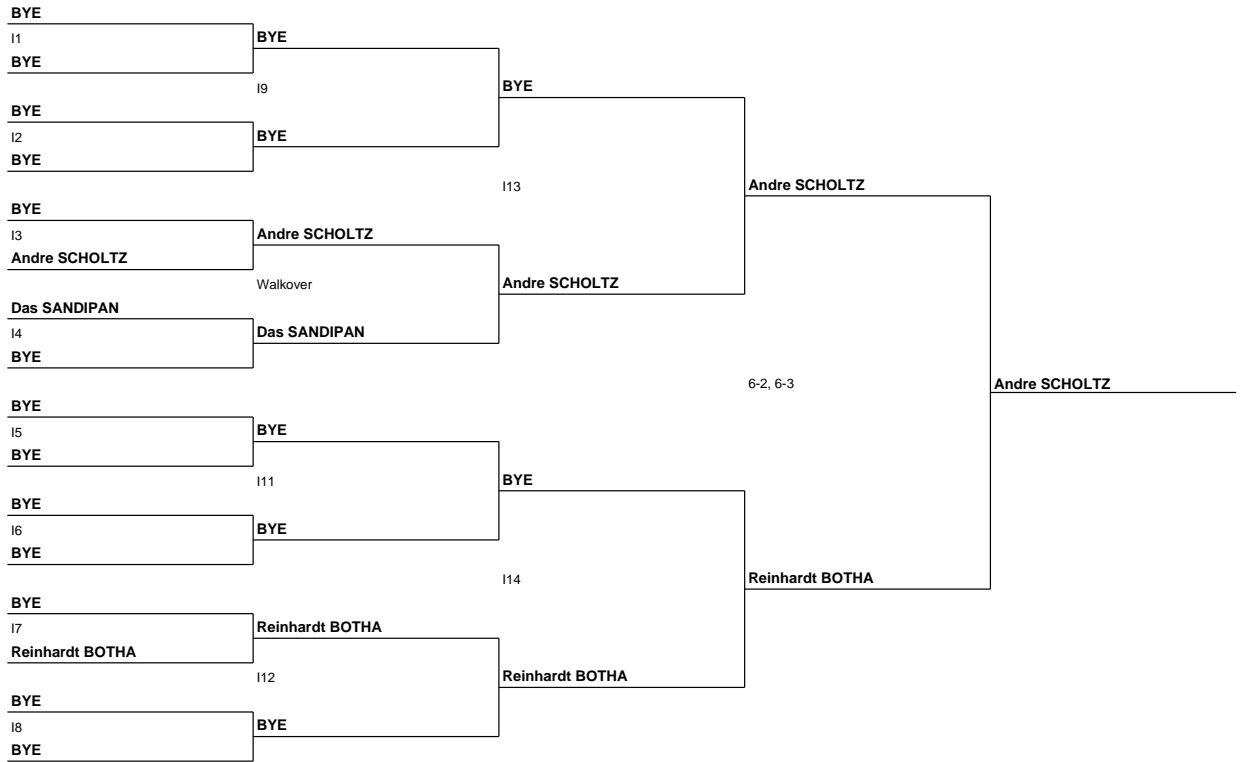 BYE
I1
BYE
BYE
I9
BYE
BYE
I2
BYE
BYE
I13
Andre SCHOLTZ
BYE
I3
Andre SCHOLTZ
Andre SCHOLTZ
Walkover
Andre SCHOLTZ
Das SANDIPAN
I4
Das SANDIPAN
BYE
6-2, 6-3
Andre SCHOLTZ
BYE
I5
BYE
BYE
I11
BYE
BYE
I6
BYE
BYE
I14
Reinhardt BOTHA
BYE
I7
Reinhardt BOTHA
Reinhardt BOTHA
I12
Reinhardt BOTHA
BYE
I8
BYE
BYE